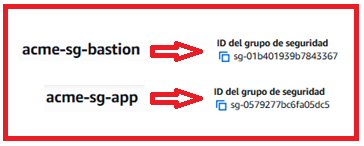 acme-sg-bastion
ID del grupo de seguridad
sg-01b401939b7843367
acme-sg-app
ID del grupo de seguridad
sg-0579277bc6fa05dc5